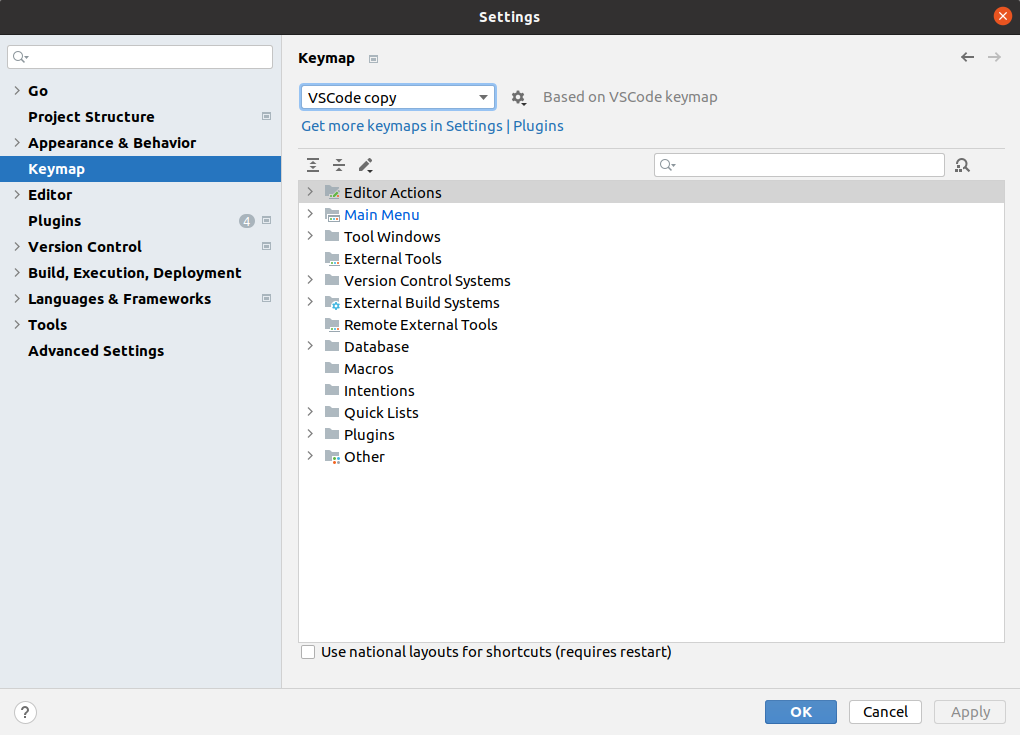 Settings
Go
Project Structure
Appearance & Behavior
Keymap
Editor
Plugins 4
Version Control
Build, Execution, Deployment
Languages & Frameworks
Tools
Advanced Settings
Keymap
VSCode copy Based on VSCode keymap
Get more keymaps in Settings | Plugins
Editor Actions
Main Menu
Tool Windows
External Tools
Version Control Systems
External Build Systems
Remote External Tools
Database
Macros
Intentions
Quick Lists
Plugins
Other
Use national layouts for shortcuts (requires restart)
? OK Cancel Apply